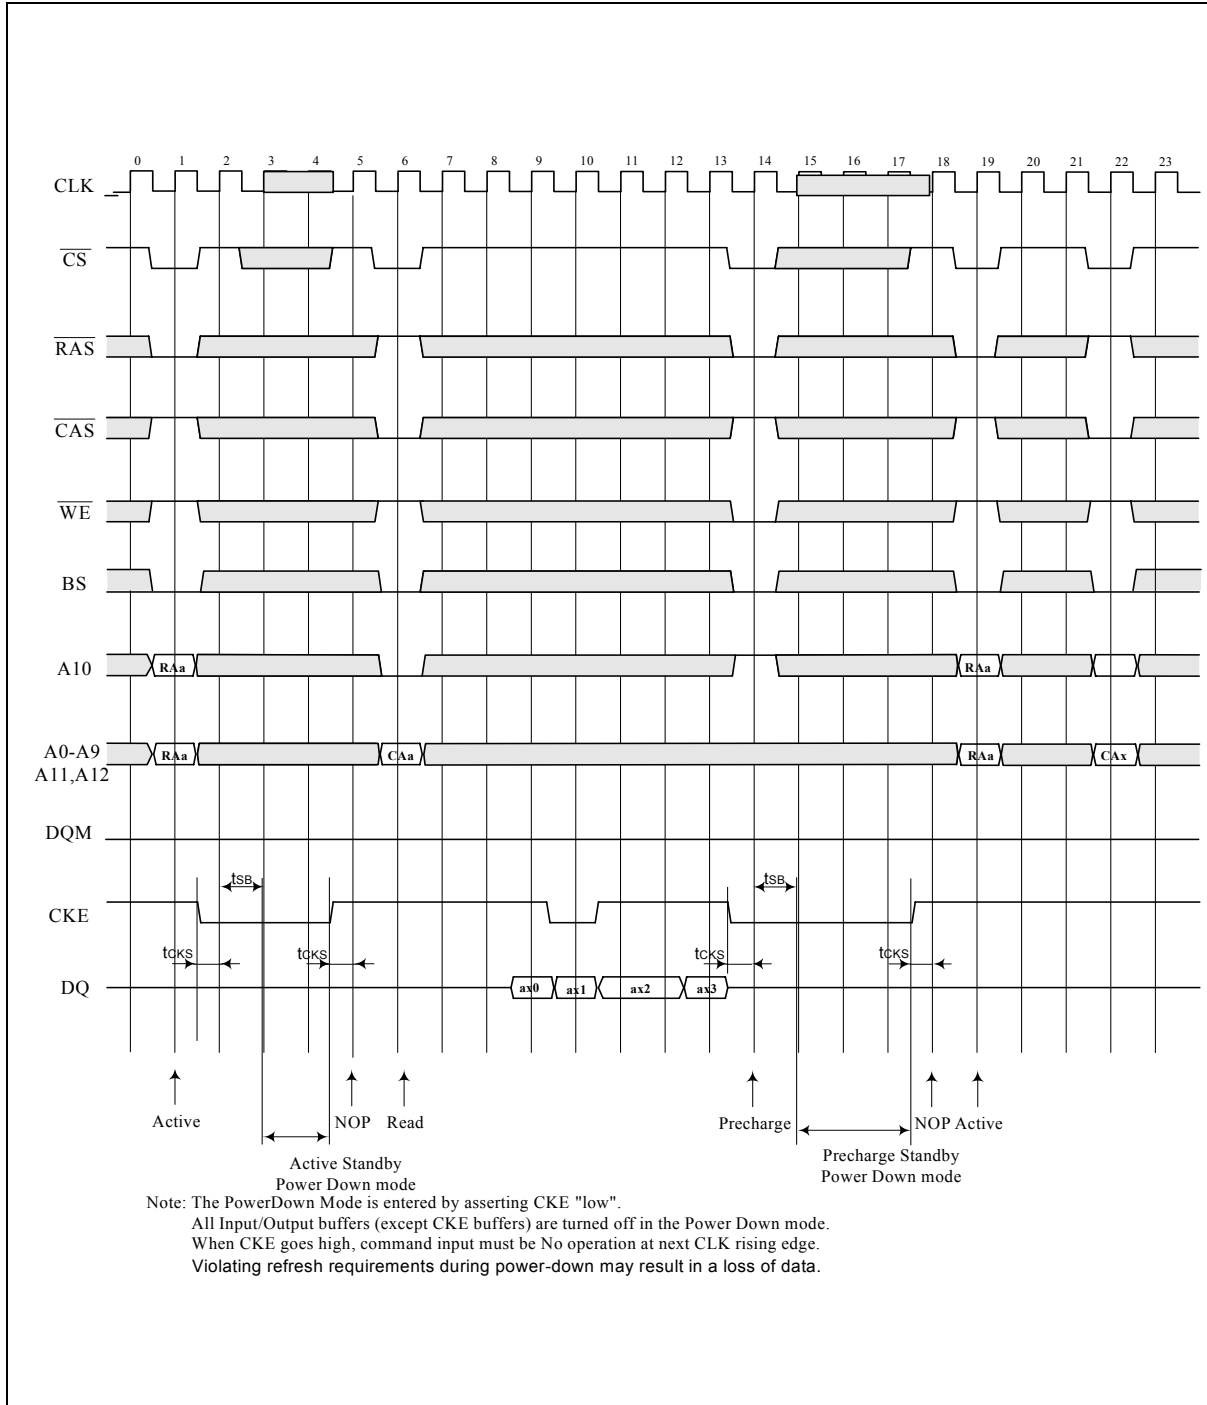 0 1 2 3 4 5 6 7 8 9 10 11 12 13 14 15 16 17 18 19 20 21 22 23
CLK
CS
RAS
CAS
WE
BS
A10
RAa
RAa
A0-A9
A11,A12
RAa
CAa
RAa
CAx
DQM
tSB
tSB
CKE
tCKS
tCKS
tCKS
tCKS
DQ
ax0
ax1
ax2
ax3
Active
NOP
Read
Precharge
NOP
Active
Active Standby
Power Down mode
Precharge Standby
Power Down mode
Note: The PowerDown Mode is entered by asserting CKE "low".
All Input/Output buffers (except CKE buffers) are turned off in the Power Down mode.
When CKE goes high, command input must be No operation at next CLK rising edge.
Violating refresh requirements during power-down may result in a loss of data.